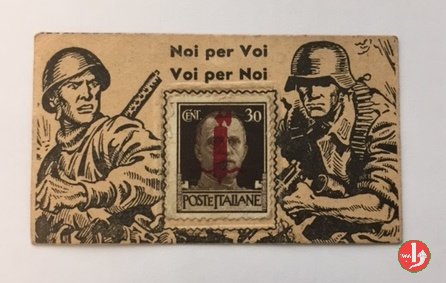 Noi per Voi
Voi per Noi
CENT. 30
POSTE ITALIANE